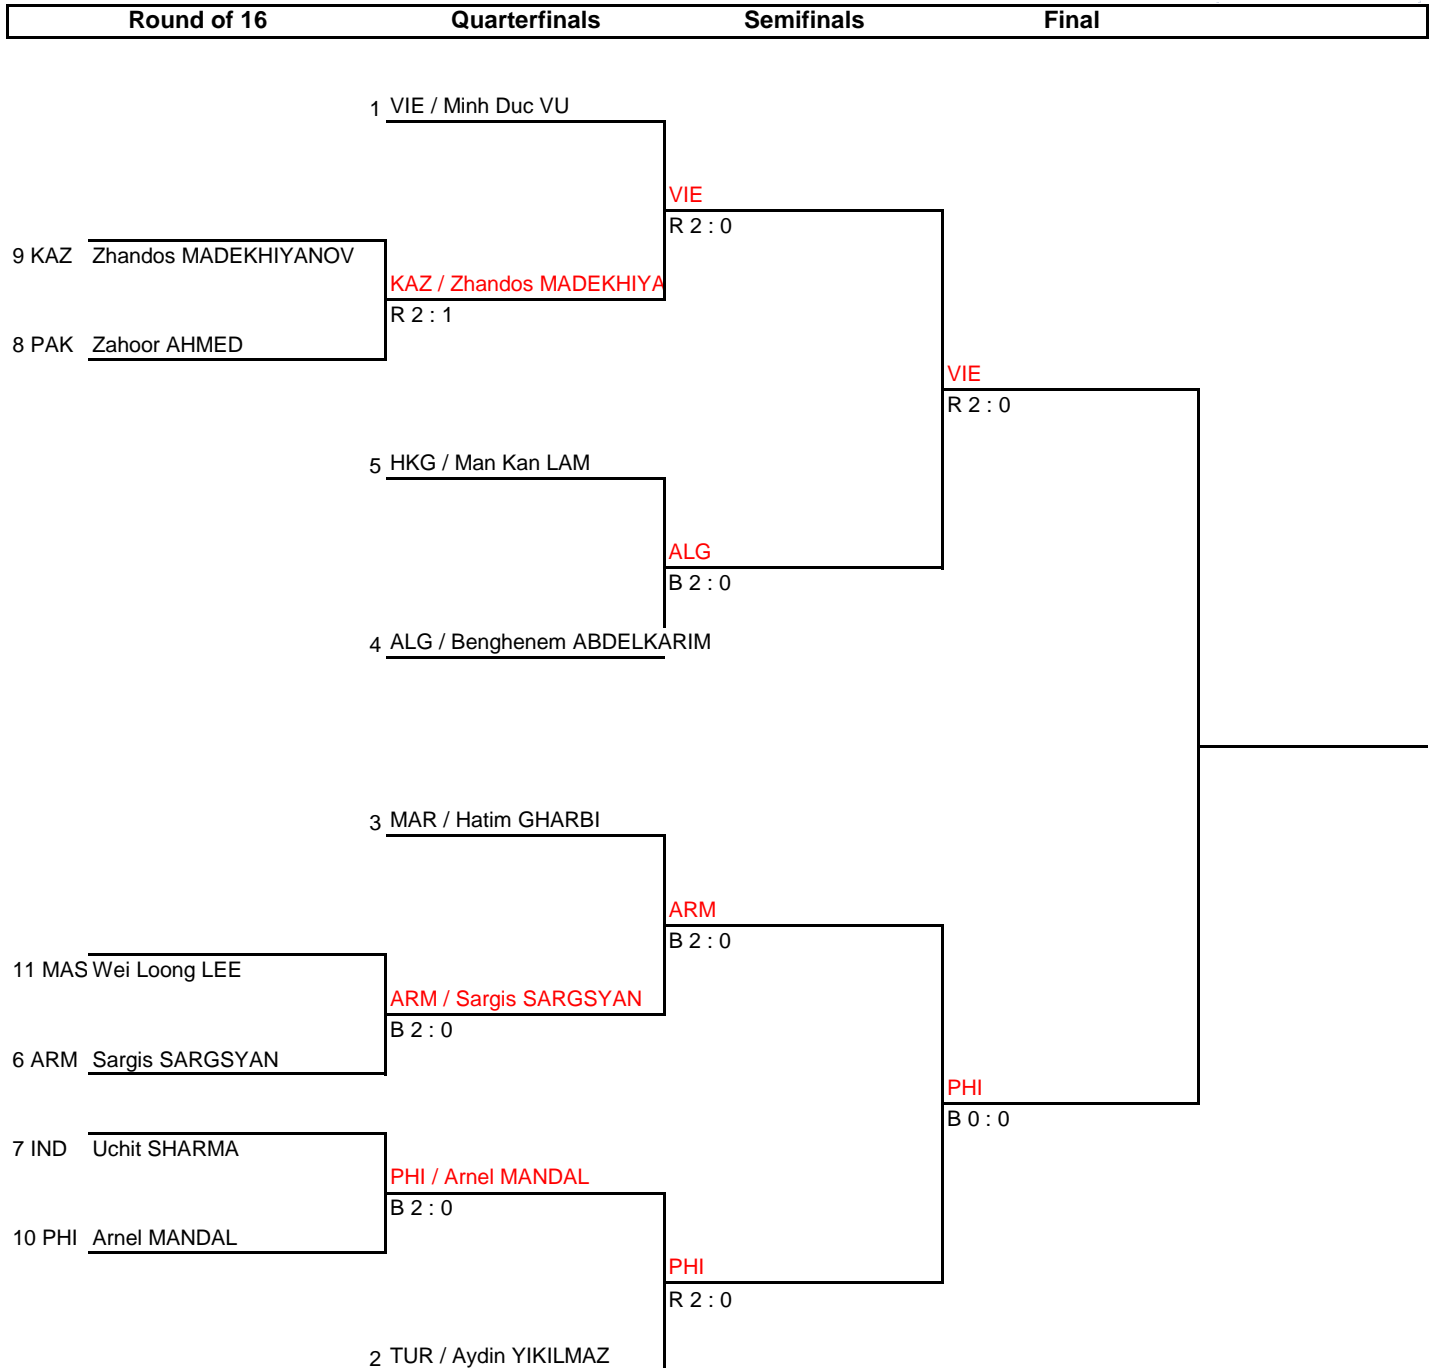 Round of 16 Quarterfinals Semifinals Final
1 VIE / Minh Duc VU
VIE
R 2 : 0
9 KAZ Zhandos MADEKHIYANOV
KAZ / Zhandos MADEKHIYA
R 2 : 1
8 PAK Zahoor AHMED
VIE
R 2 : 0
5 HKG / Man Kan LAM
ALG
B 2 : 0
4 ALG / Benghenem ABDELKARIM
3 MAR / Hatim GHARBI
ARM
B 2 : 0
11 MAS Wei Loong LEE
ARM / Sargis SARGSYAN
B 2 : 0
6 ARM Sargis SARGSYAN
PHI
B 0 : 0
7 IND Uchit SHARMA
PHI / Arnel MANDAL
B 2 : 0
10 PHI Arnel MANDAL
PHI
R 2 : 0
2 TUR / Aydin YIKILMAZ